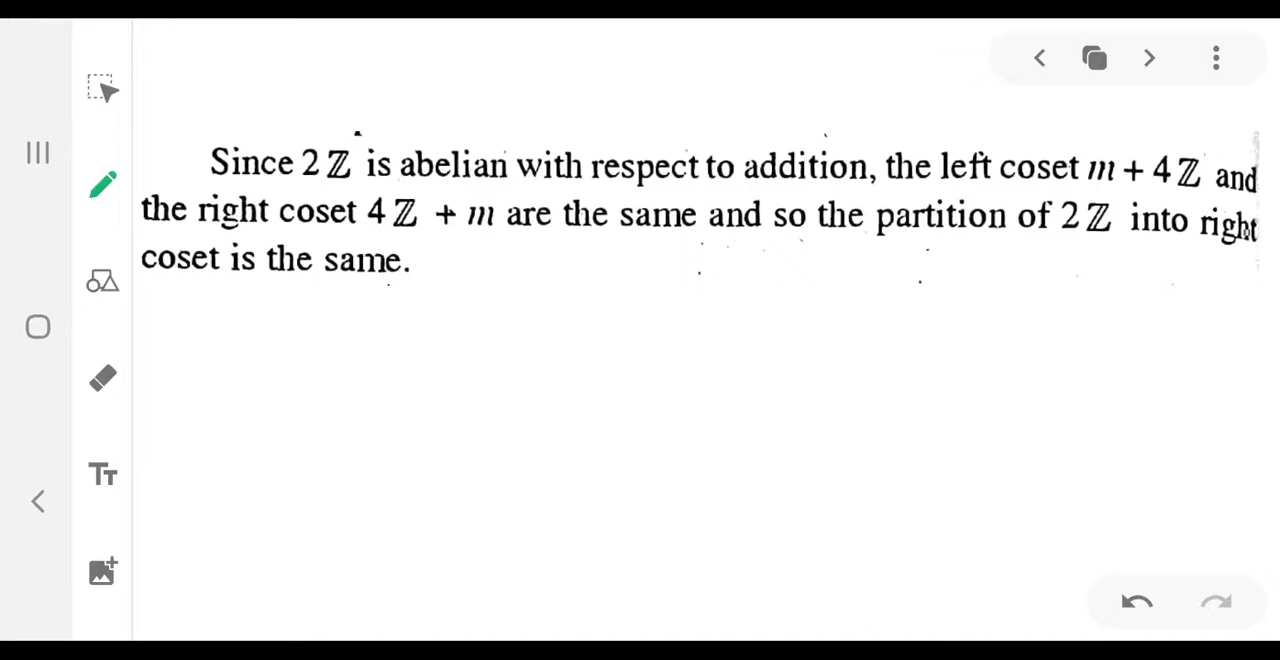 Since 2ℤ is abelian with respect to addition, the left coset m + 4ℤ and
the right coset 4ℤ + m are the same and so the partition of 2ℤ into right
coset is the same.
TT